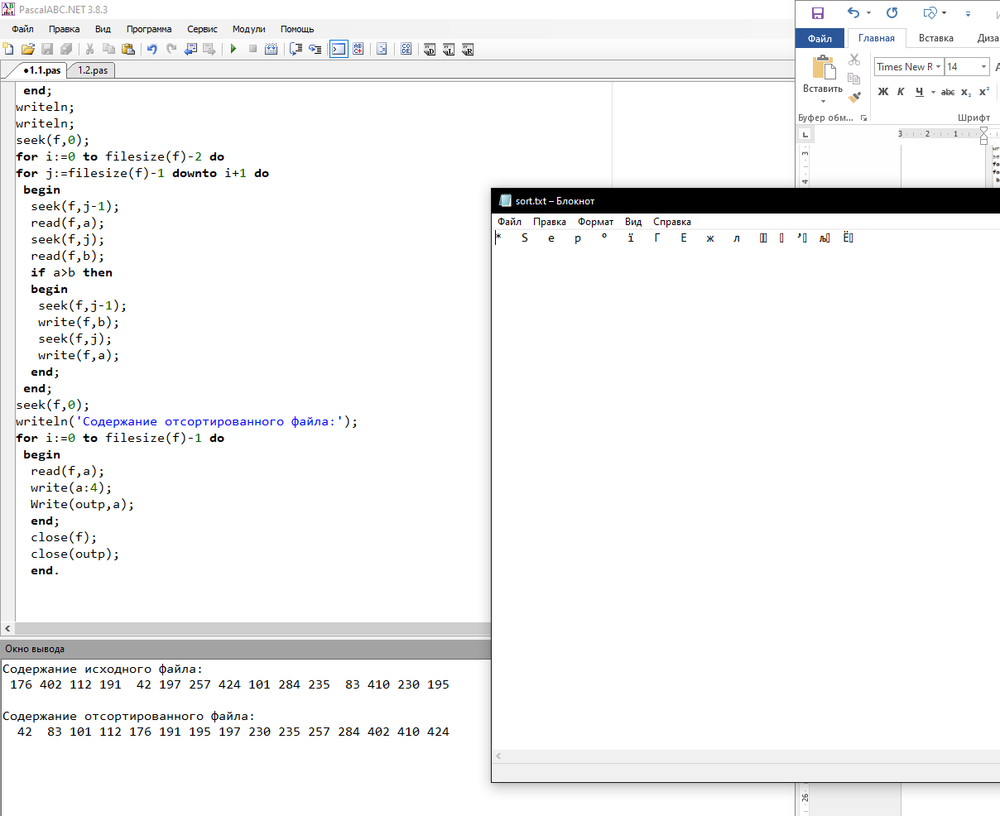 PascalABC.NET 3.8.3
Файл Правка Вид Программа Сервис Модули Помощь
•1.1.pas 1.2.pas
end;
writeln;
writeln;
seek(f,0);
for i:=0 to filesize(f)-2 do
for j:=filesize(f)-1 downto i+1 do
begin
seek(f,j-1);
read(f,a);
seek(f,j);
read(f,b);
if a>b then
begin
seek(f,j-1);
write(f,b);
seek(f,j);
write(f,a);
end;
end;
seek(f,0);
writeln('Содержание отсортированного файла:');
for i:=0 to filesize(f)-1 do
begin
read(f,a);
write(a:4);
Write(outp,a);
end;
close(f);
close(outp);
end.
Окно вывода
Содержание исходного файла:
176 402 112 191 42 197 257 424 101 284 235 83 410 230 195
Содержание отсортированного файла:
42 83 101 112 176 191 195 197 230 235 257 284 402 410 424
Файл Главная Вставка Диза
Вставить
Times New R 14
Ж К Ч abc x₂ x²
Буфер обм... Шрифт
3 2 1
3
4
sort.txt – Блокнот
Файл Правка Формат Вид Справка
* S e p ° ï Г Е ж л ’ љ Ё
26